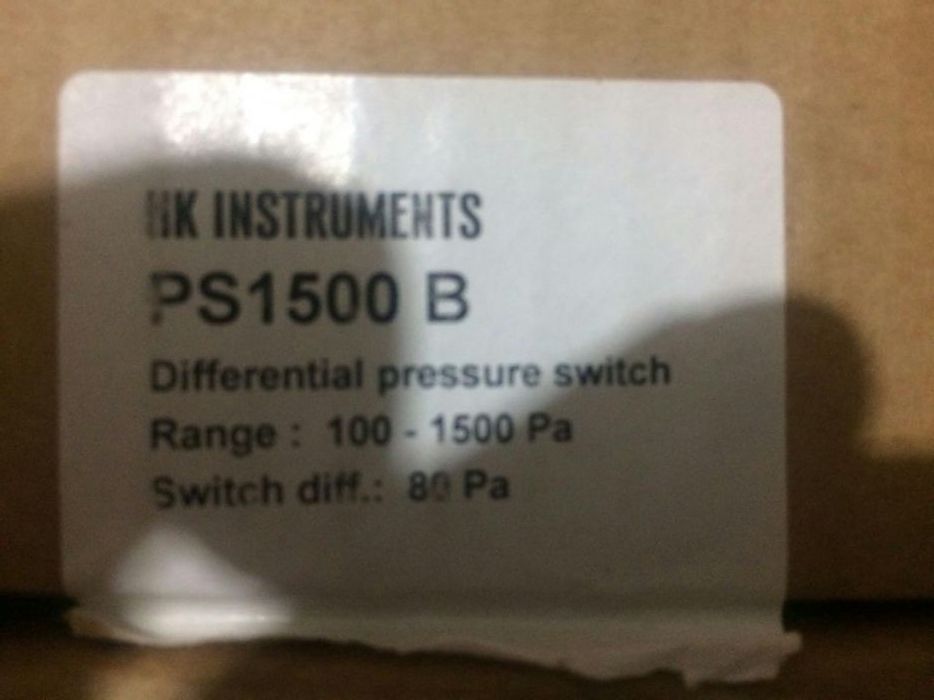 HK INSTRUMENTS
PS1500 B
Differential pressure switch
Range : 100 - 1500 Pa
Switch diff.: 80 Pa